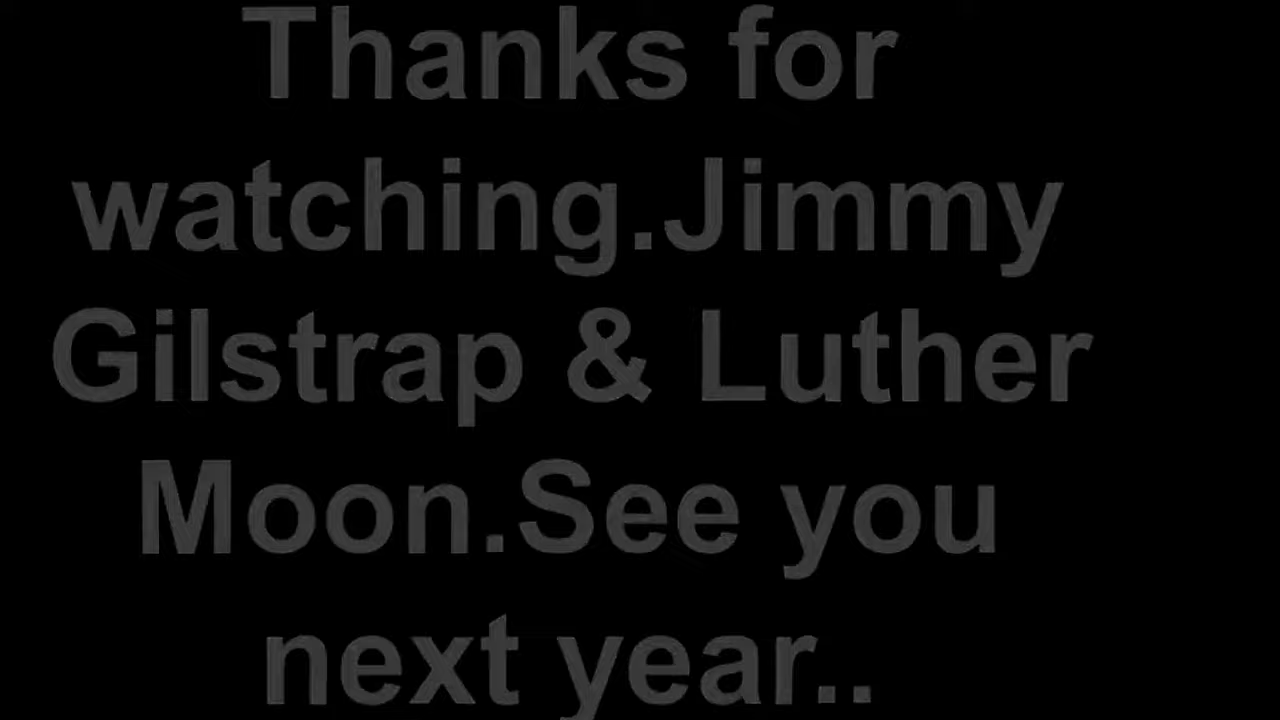 Thanks for
watching.Jimmy
Gilstrap & Luther
Moon.See you
next year..